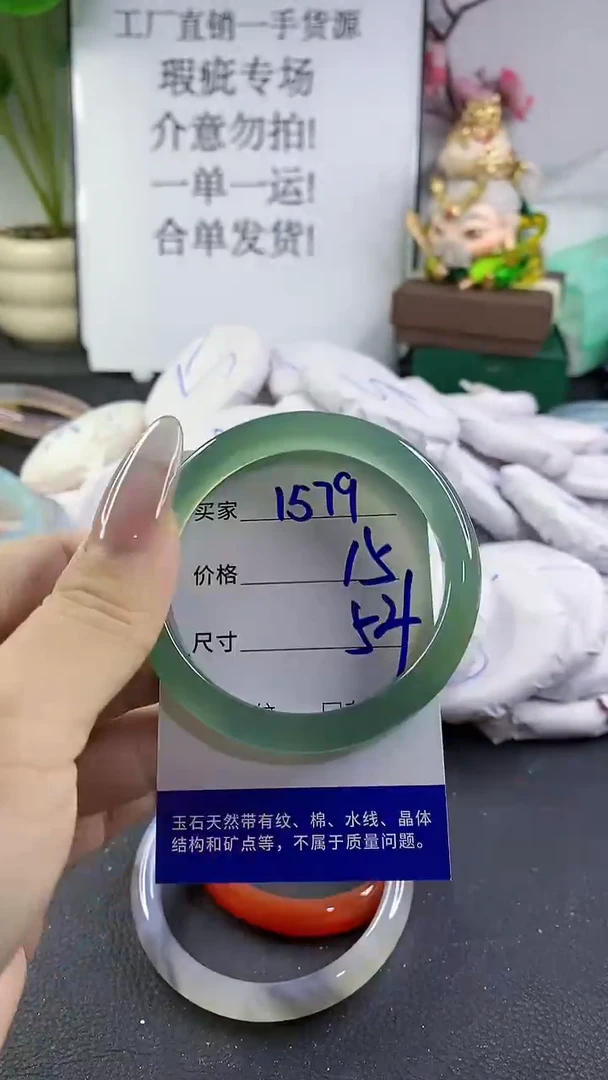 工厂直销一手货源
瑕疵专场
介意勿拍!
一单一运!
合单发货!
买家 1579
价格 15
尺寸 54
玉石天然带有纹、棉、水线、晶体
结构和矿点等，不属于质量问题。